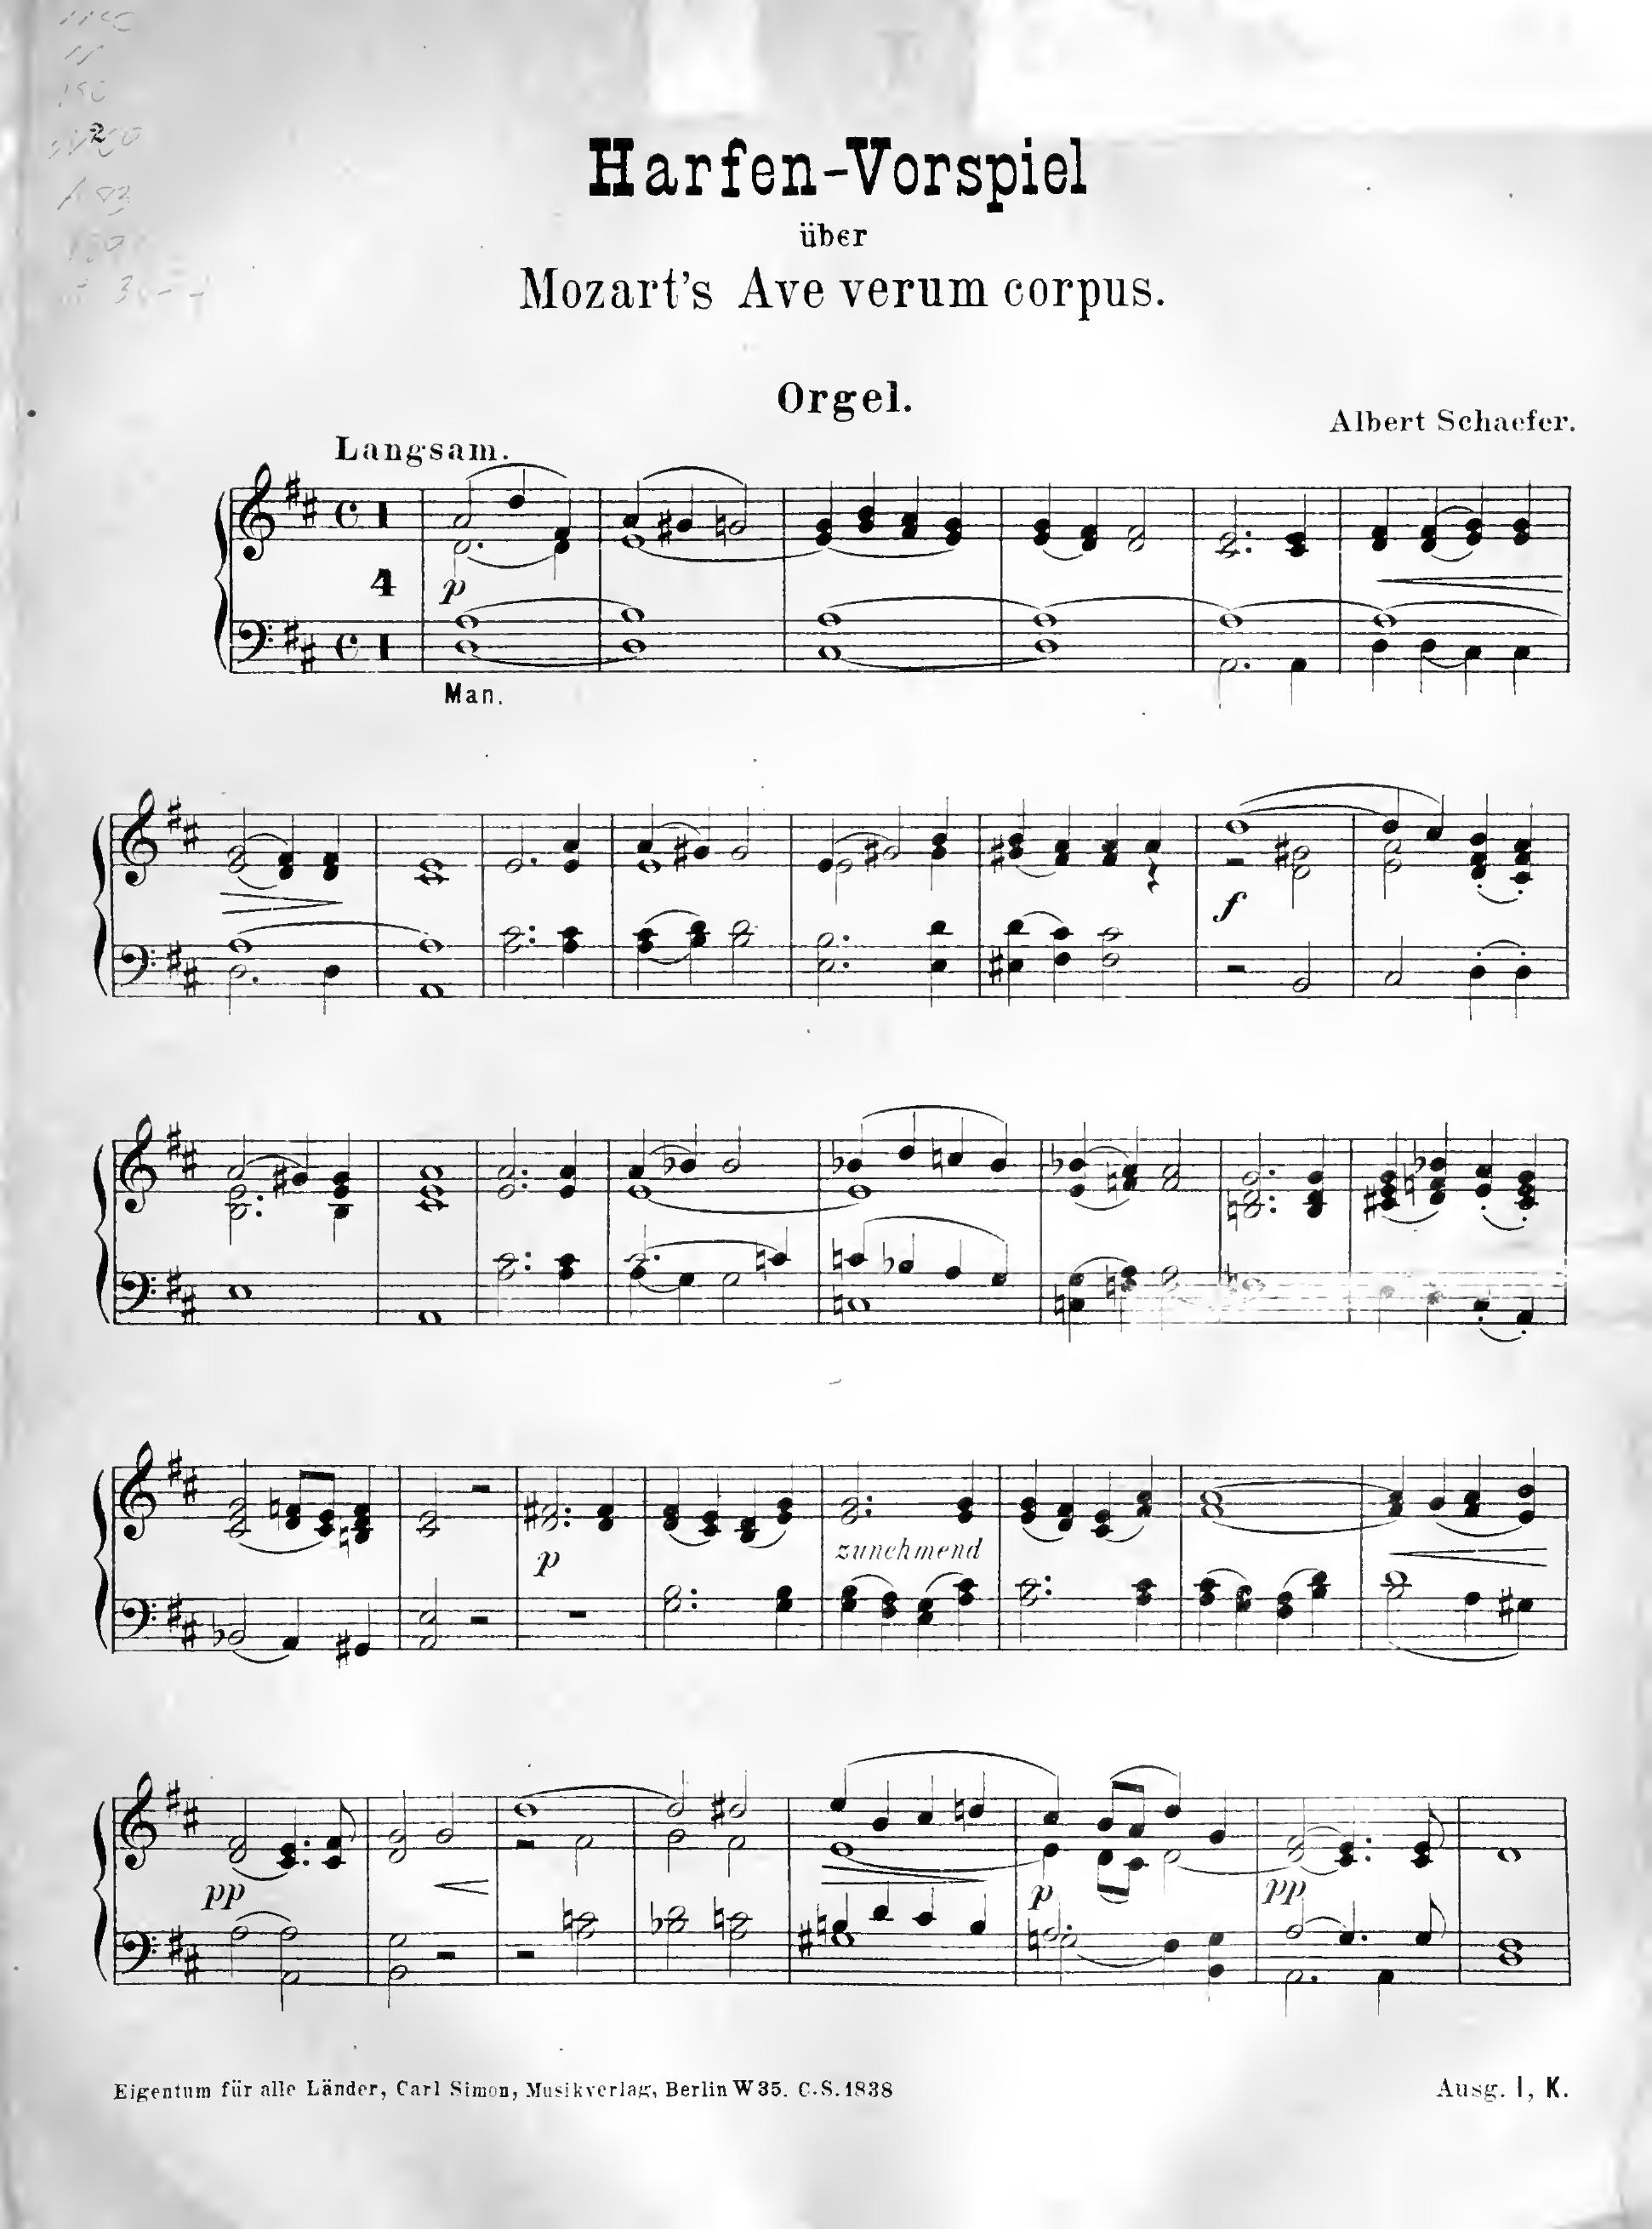 2
Harfen-Vorspiel
über
Mozart's Ave verum corpus.
Orgel.
Albert Schaefer.
Langsam.
4
p
Man.
f
p
zunehmend
pp
p
pp
Eigentum für alle Länder, Carl Simon, Musikverlag, Berlin W 35. C.S. 1838
Ausg. I, K.